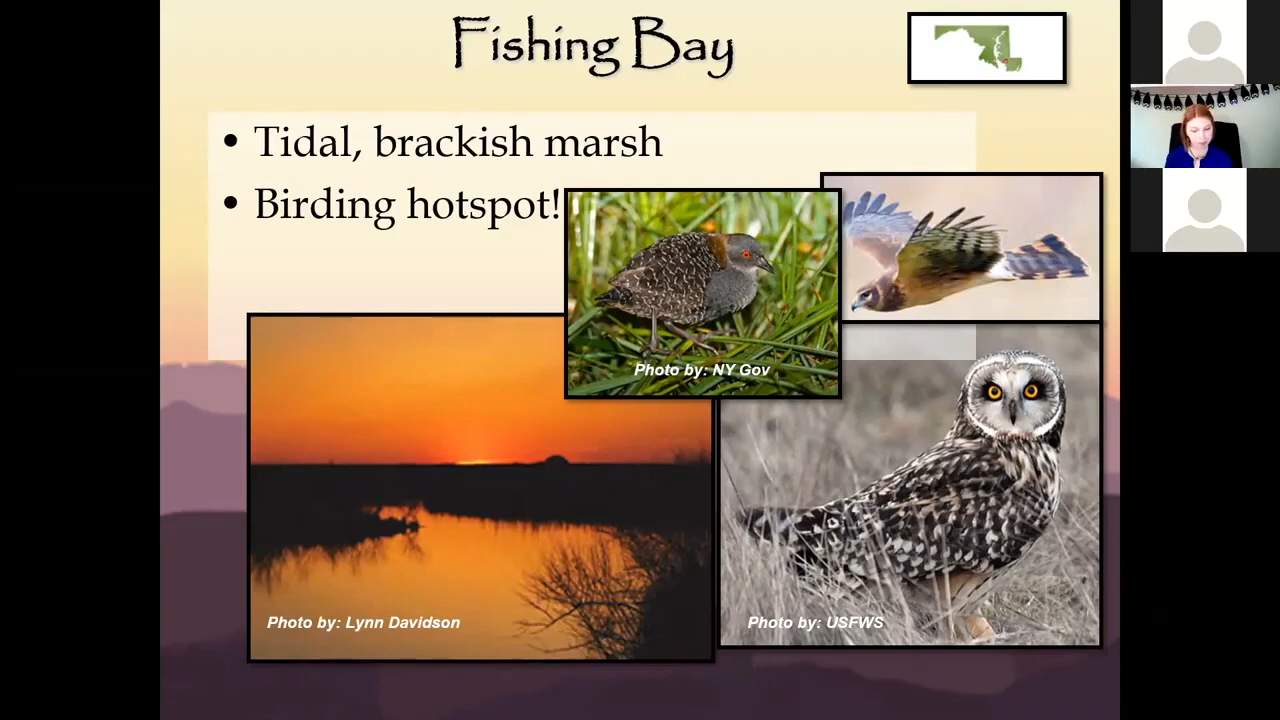 Fishing Bay
• Tidal, brackish marsh
• Birding hotspot!
Photo by: NY Gov
Photo by: Lynn Davidson
Photo by: USFWS